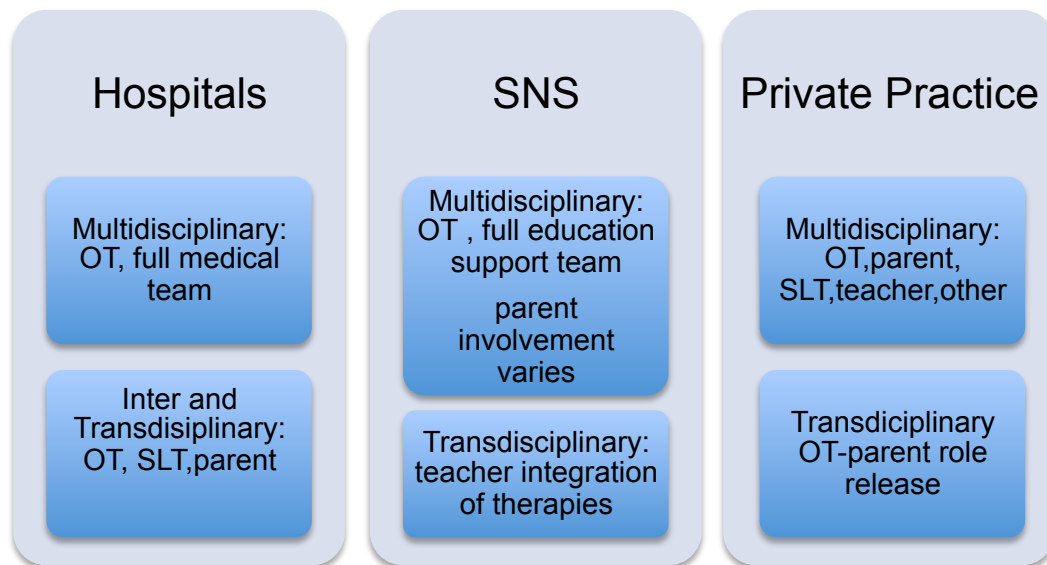 Hospitals
Multidisciplinary:
OT, full medical
team
Inter and
Transdisiplinary:
OT, SLT,parent
SNS
Multidisciplinary:
OT , full education
support team
parent
involvement
varies
Transdisciplinary:
teacher integration
of therapies
Private Practice
Multidisciplinary:
OT,parent,
SLT,teacher,other
Transdiciplinary
OT-parent role
release